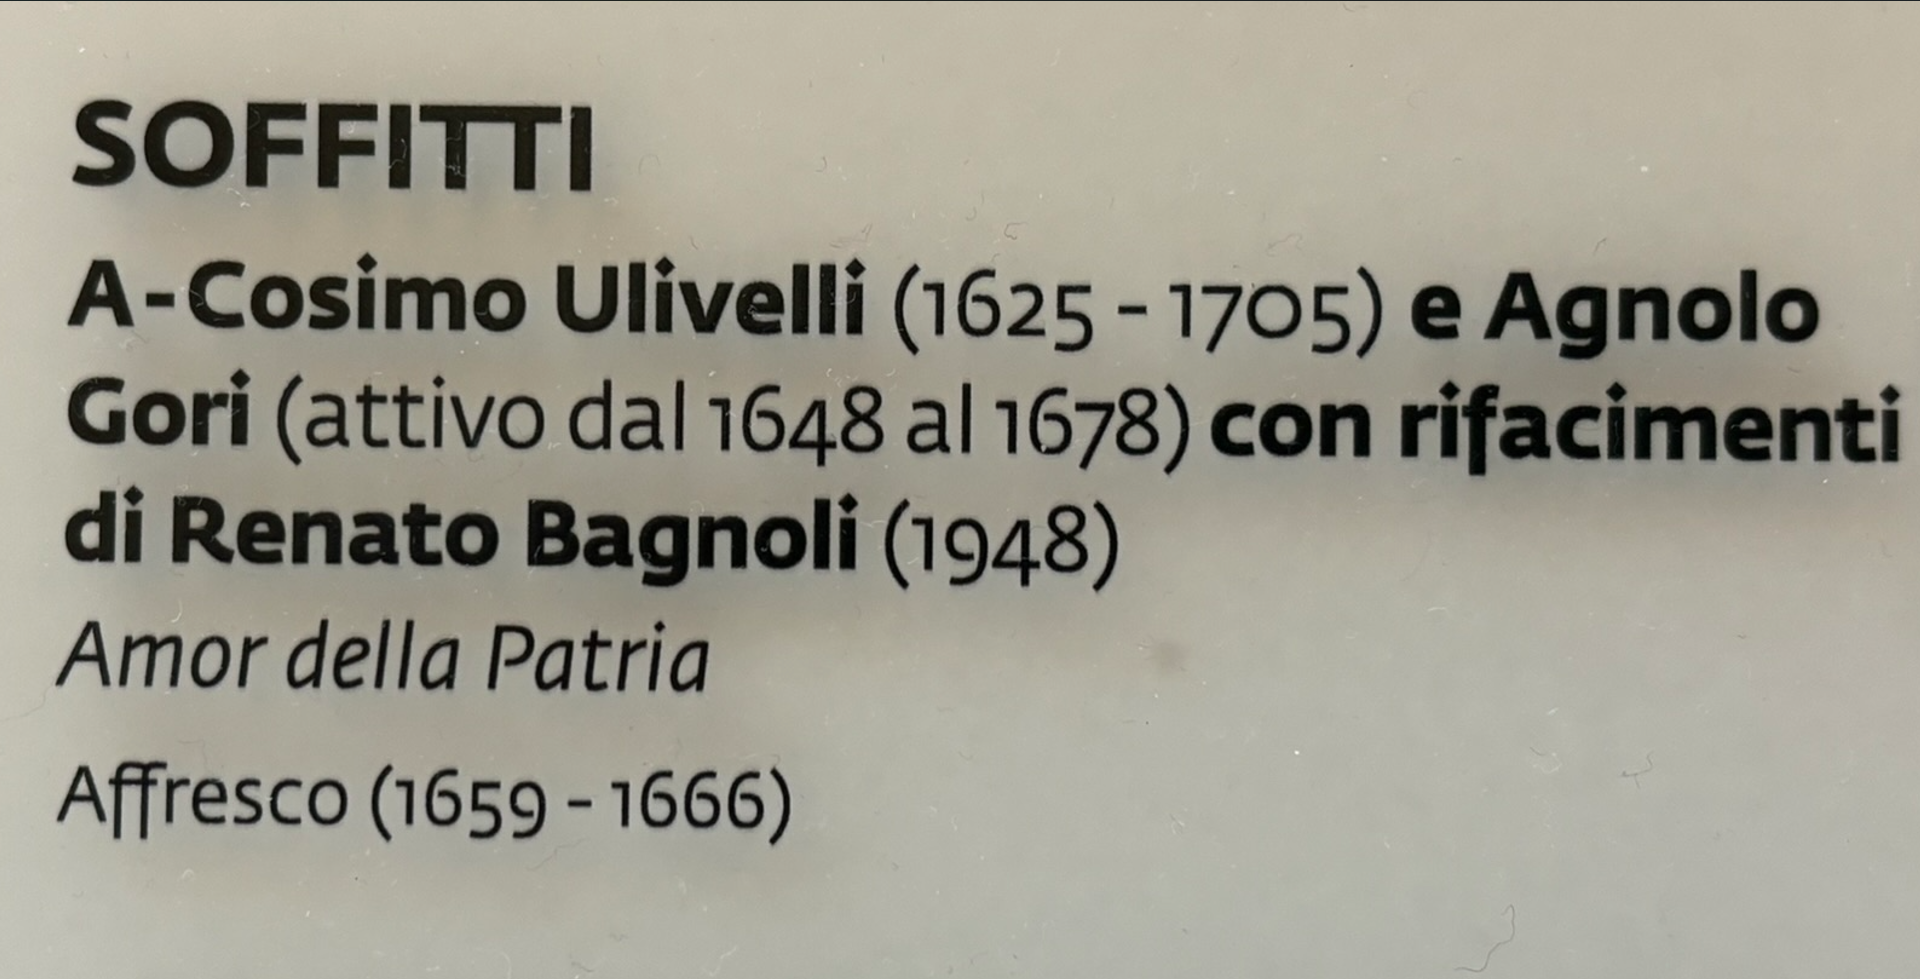 SOFFITTI
A-Cosimo Ulivelli (1625 - 1705) e Agnolo
Gori (attivo dal 1648 al 1678) con rifacimenti
di Renato Bagnoli (1948)
Amor della Patria
Affresco (1659 - 1666)